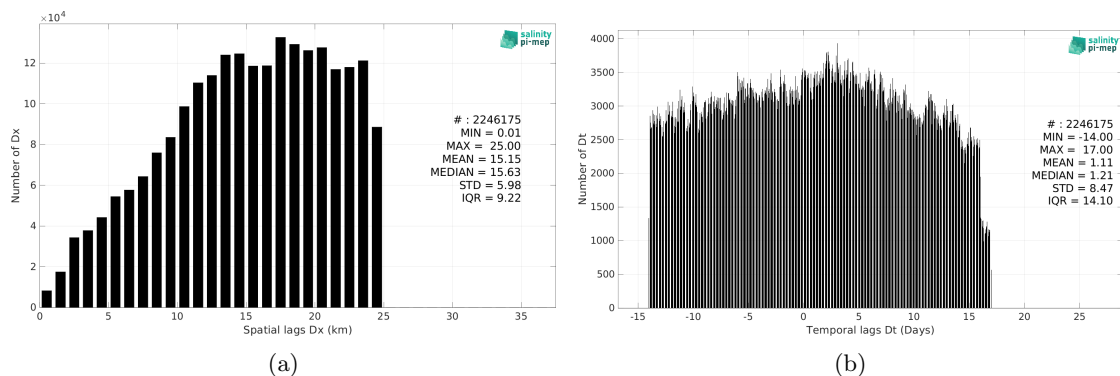 ×10⁴
12
10
8
6
4
2
0
Number of Dx
0 5 10 15 20 25 30 35
Spatial lags Dx (km)
salinity
pi-mep
# : 2246175
MIN = 0.01
MAX = 25.00
MEAN = 15.15
MEDIAN = 15.63
STD = 5.98
IQR = 9.22
(a)
4000
3500
3000
2500
2000
1500
1000
500
0
Number of Dt
-15 -10 -5 0 5 10 15 20 25
Temporal lags Dt (Days)
salinity
pi-mep
# : 2246175
MIN = -14.00
MAX = 17.00
MEAN = 1.11
MEDIAN = 1.21
STD = 8.47
IQR = 14.10
(b)